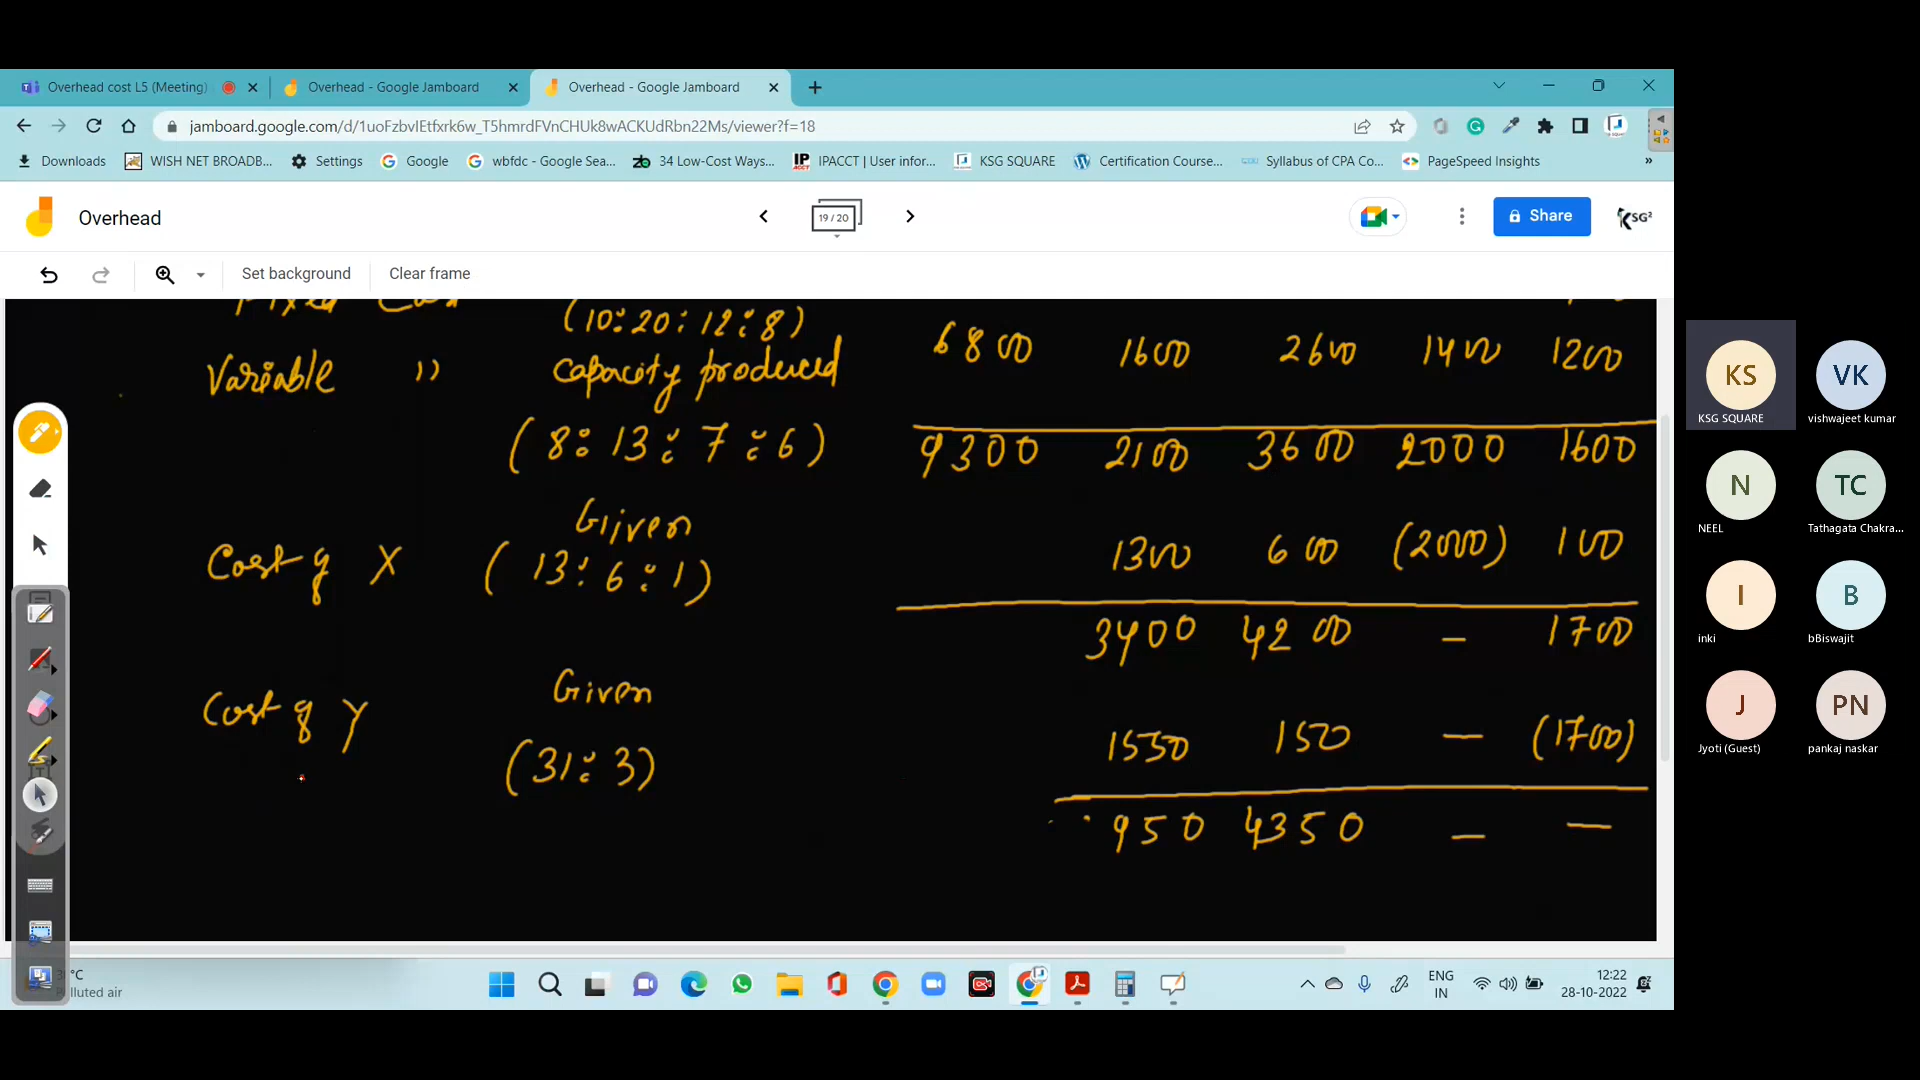 Overhead cost L5 (Meeting)
Overhead - Google Jamboard
Overhead - Google Jamboard
jamboard.google.com/d/1uoFzbvIEtfxrk6w_T5hmrdFVnCHUk8wACKUdRbn22Ms/viewer?f=18
Downloads WISH NET BROADB... Settings Google wbfdc - Google Sea... 34 Low-Cost Ways... IPACCT | User infor... KSG SQUARE Certification Course... Syllabus of CPA Co... PageSpeed Insights »
Overhead 19 / 20 Share KSG²
Set background Clear frame
Fixed Cost
(10:20:12:8)
Variable " capacity produced 6800 1600 2600 1400 1200
(8:13:7:6) 9300 2100 3600 2000 1600
Given
Cost of X (13:6:1) 1300 600 (2000) 100
3400 4200 - 1700
Given
Cost of Y (31:3) 1550 150 - (1700)
950 4350 - -
KS VK
KSG SQUARE vishwajeet kumar
N TC
NEEL Tathagata Chakra...
I B
inki bBiswajit
J PN
Jyoti (Guest) pankaj naskar
°C
olluted air
ENG
IN
12:22
28-10-2022